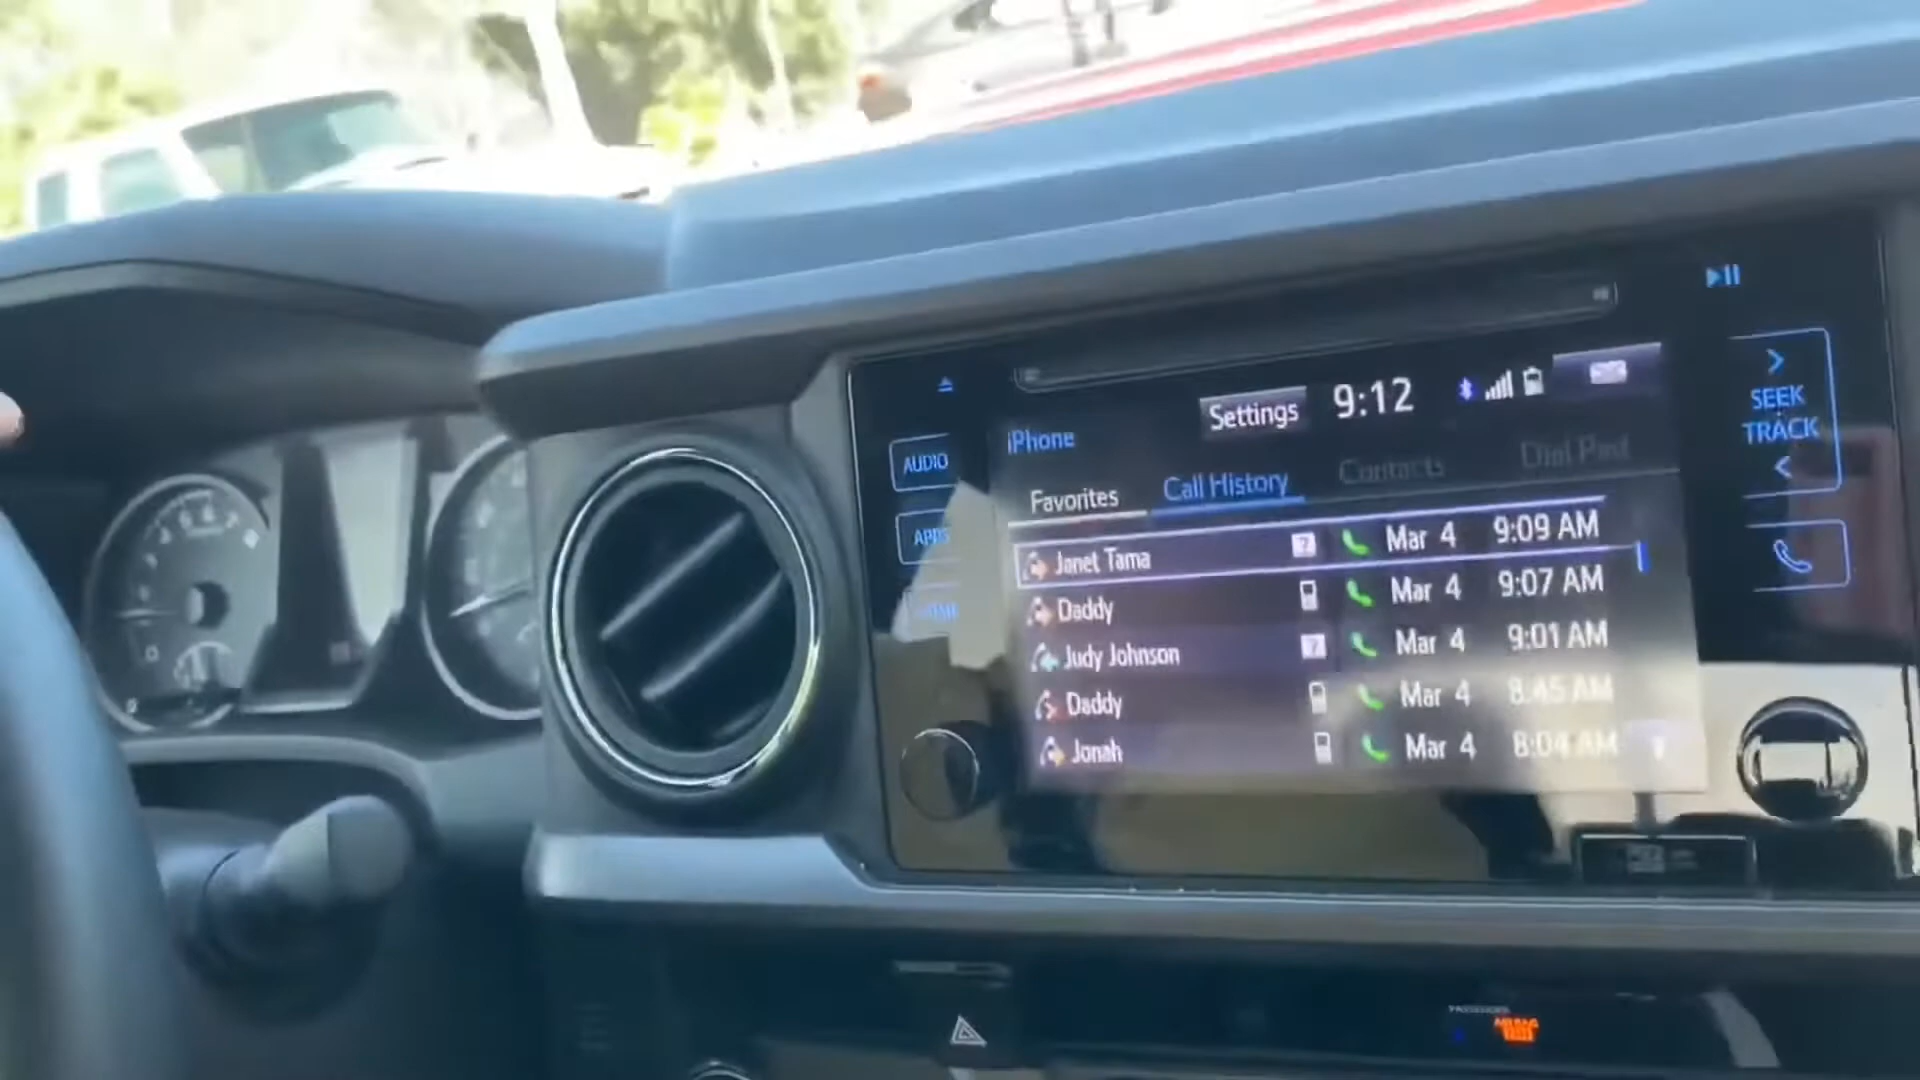 AUDIO
APPS
iPhone
Settings
9:12
Favorites
Call History
Contacts
Dial Pad
Janet Tama ? Mar 4 9:09 AM
Daddy Mar 4 9:07 AM
Judy Johnson ? Mar 4 9:01 AM
Daddy Mar 4 8:45 AM
Jonah Mar 4 8:04 AM
>
SEEK
TRACK
<
PASSENGER